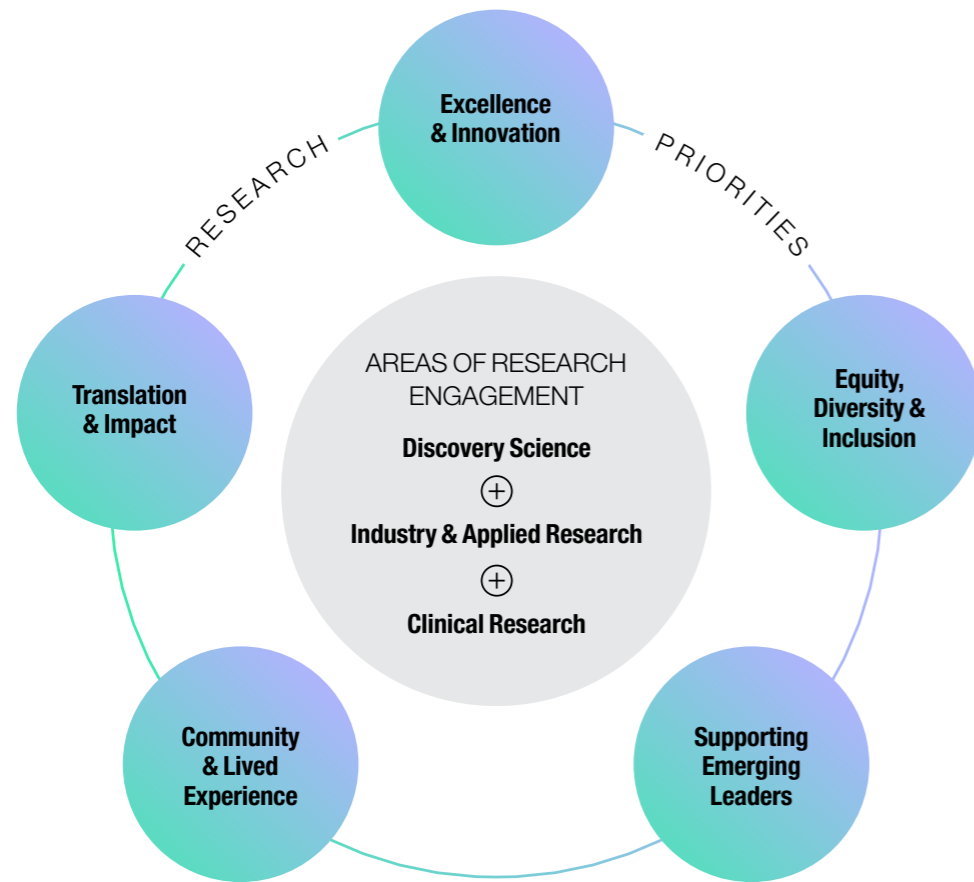 Excellence
& Innovation
RESEARCH
PRIORITIES
Translation
& Impact
Equity,
Diversity &
Inclusion
AREAS OF RESEARCH
ENGAGEMENT
Discovery Science
+
Industry & Applied Research
+
Clinical Research
Community
& Lived
Experience
Supporting
Emerging
Leaders